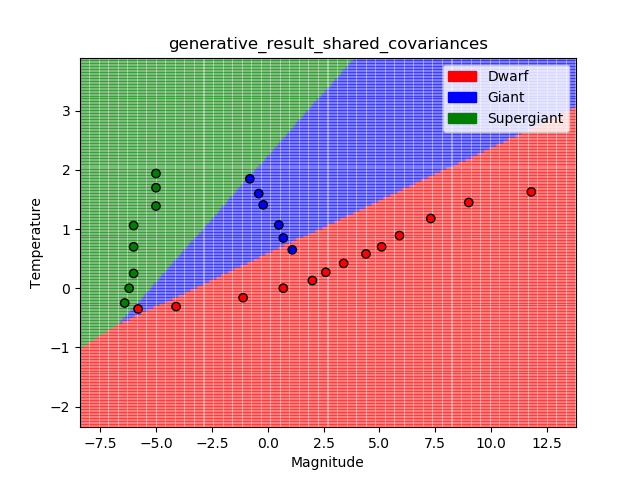 generative_result_shared_covariances
Dwarf
Giant
Supergiant
3
2
1
0
−1
−2
Temperature
−7.5 −5.0 −2.5 0.0 2.5 5.0 7.5 10.0 12.5
Magnitude